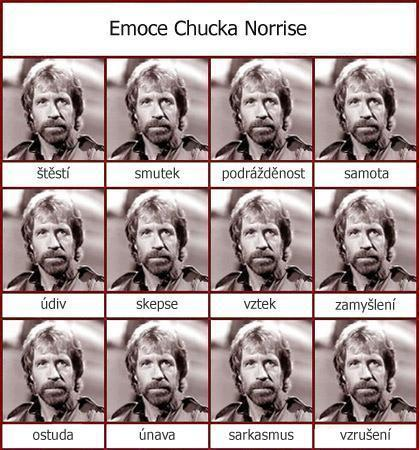 Emoce Chucka Norrise
štěstí smutek podrážděnost samota
údiv skepse vztek zamyšlení
ostuda únava sarkasmus vzrušení